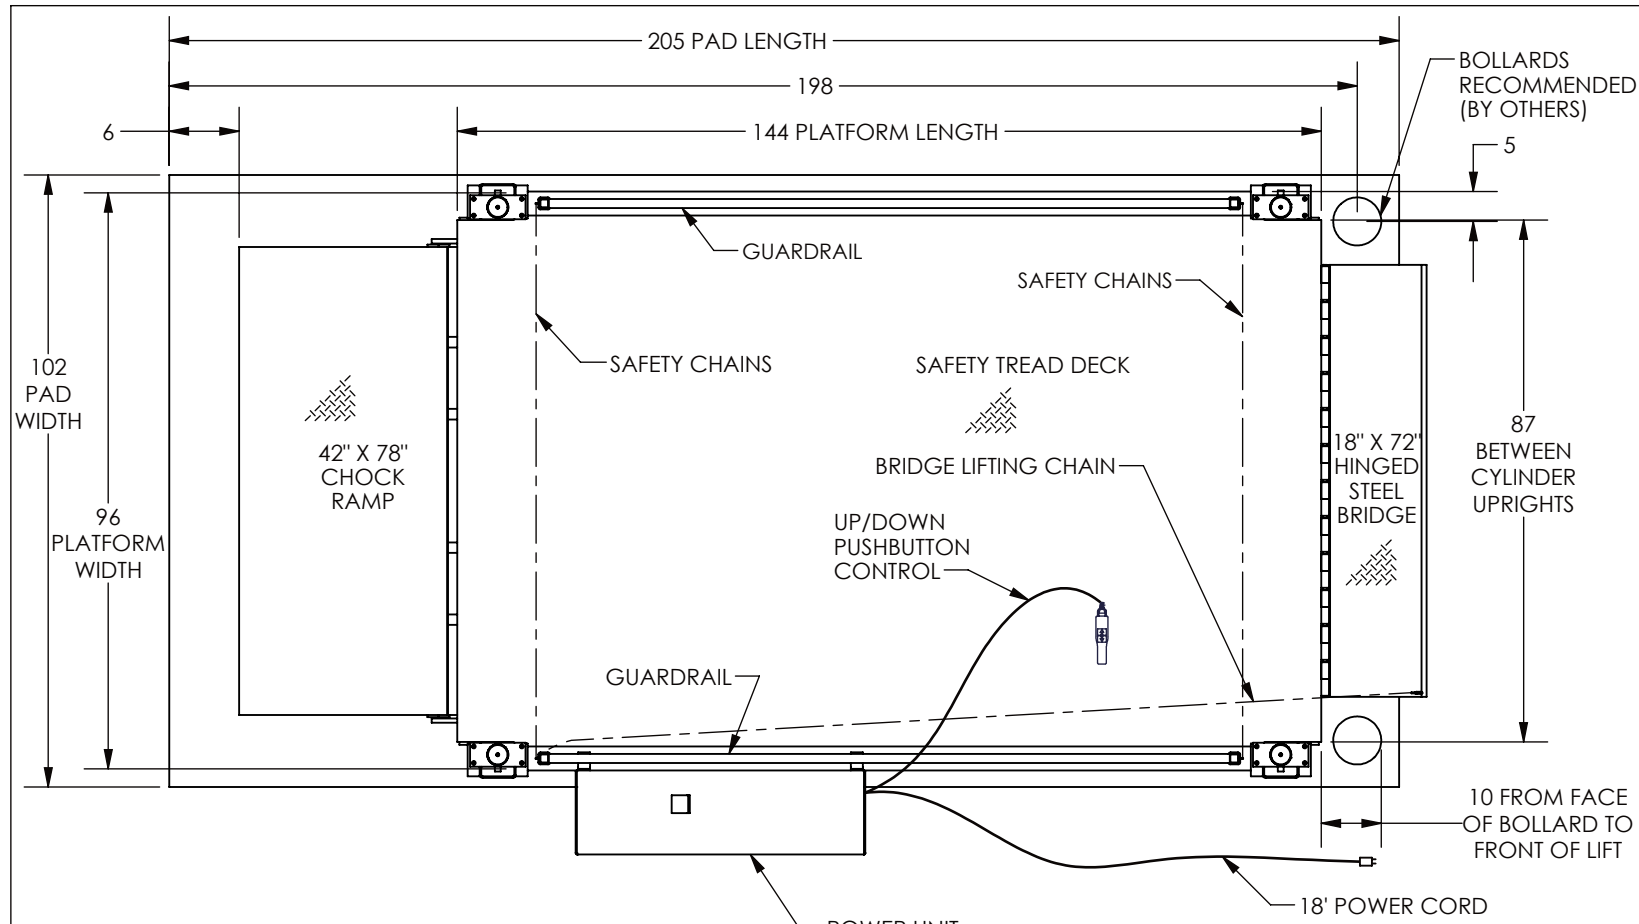 205 PAD LENGTH
198
6
144 PLATFORM LENGTH
BOLLARDS
RECOMMENDED
(BY OTHERS)
5
GUARDRAIL
SAFETY CHAINS
SAFETY CHAINS
SAFETY TREAD DECK
102
PAD
WIDTH
42" X 78"
CHOCK
RAMP
96
PLATFORM
WIDTH
BRIDGE LIFTING CHAIN
18" X 72"
HINGED
STEEL
BRIDGE
87
BETWEEN
CYLINDER
UPRIGHTS
UP/DOWN
PUSHBUTTON
CONTROL
GUARDRAIL
10 FROM FACE
OF BOLLARD TO
FRONT OF LIFT
18' POWER CORD
POWER UNIT